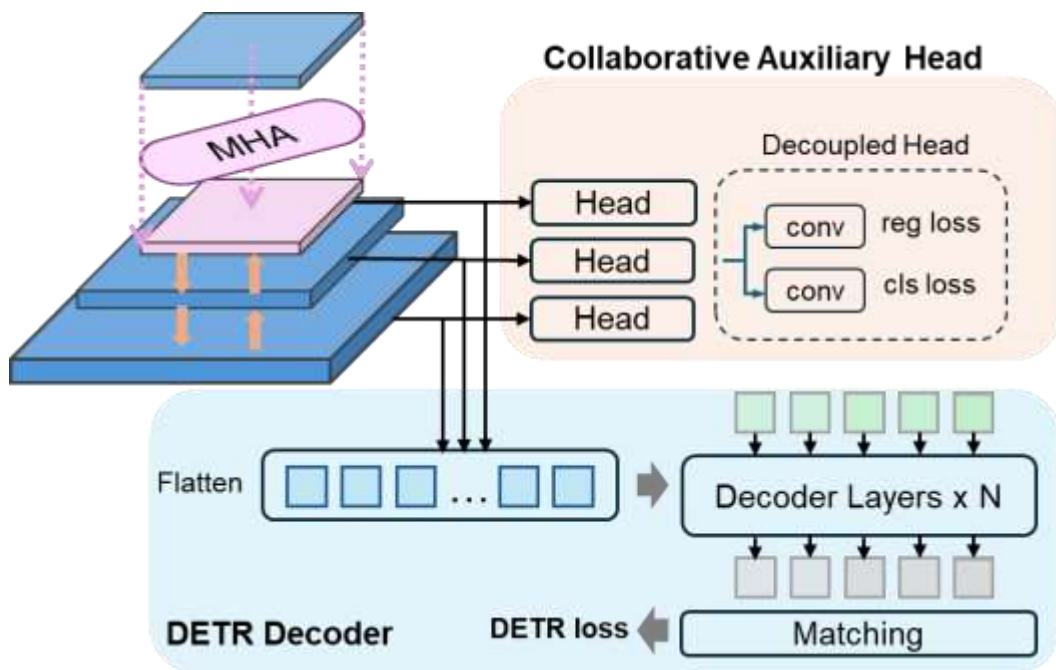 Collaborative Auxiliary Head
MHA
Decoupled Head
Head
conv
reg loss
Head
conv
cls loss
Head
Flatten
...
Decoder Layers x N
DETR Decoder
DETR loss
Matching